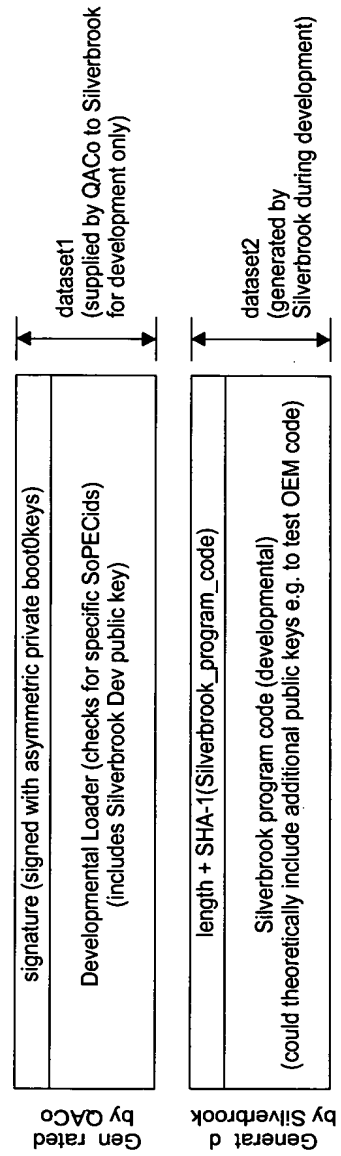 Gen rated
by QACo
signature (signed with asymmetric private boot0keys)
Developmental Loader (checks for specific SoPECids)
(includes Silverbrook Dev public key)
dataset1
(supplied by QACo to Silverbrook
for development only)
Generat d
by Silverbrook
length + SHA-1(Silverbrook_program_code)
Silverbrook program code (developmental)
(could theoretically include additional public keys e.g. to test OEM code)
dataset2
(generated by
Silverbrook during development)